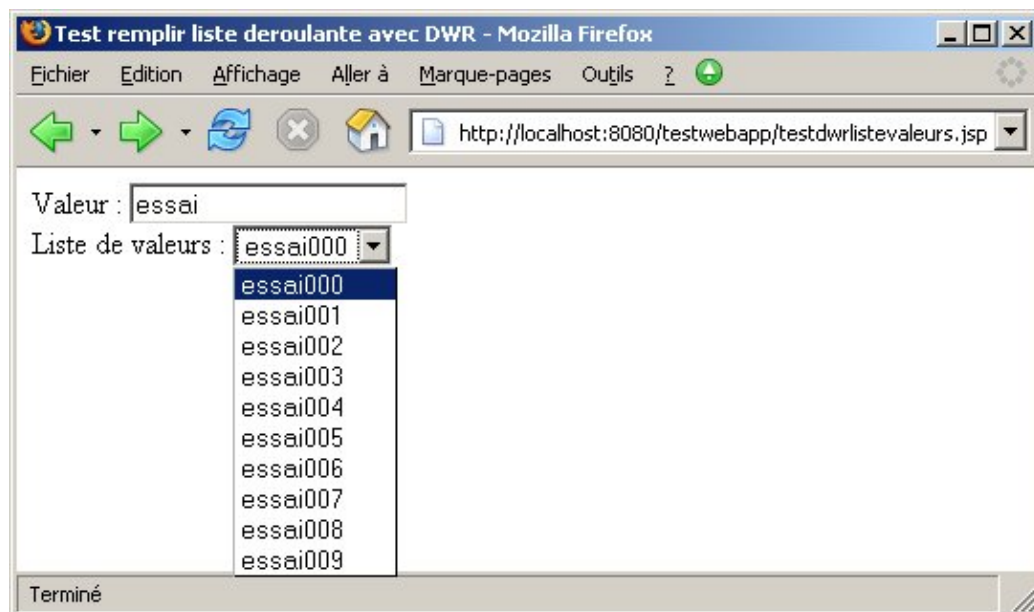 Test remplir liste deroulante avec DWR - Mozilla Firefox
Fichier Edition Affichage Aller à Marque-pages Outils ?
http://localhost:8080/testwebapp/testdwrlistevaleurs.jsp
Valeur : essai
Liste de valeurs : essai000
essai000
essai001
essai002
essai003
essai004
essai005
essai006
essai007
essai008
essai009
Terminé